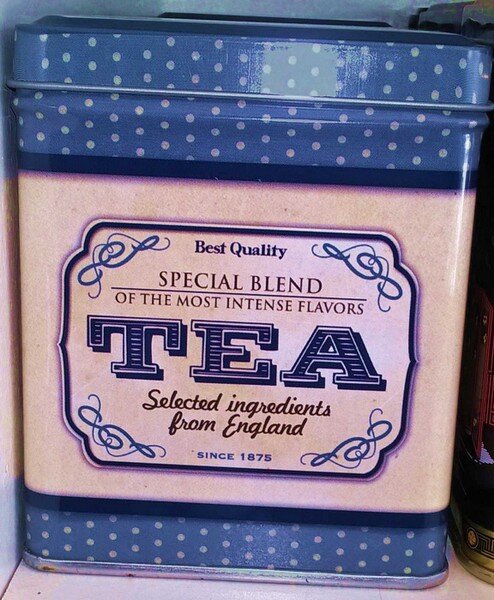 Best Quality
SPECIAL BLEND
OF THE MOST INTENSE FLAVORS
TEA
Selected ingredients
from England
SINCE 1875